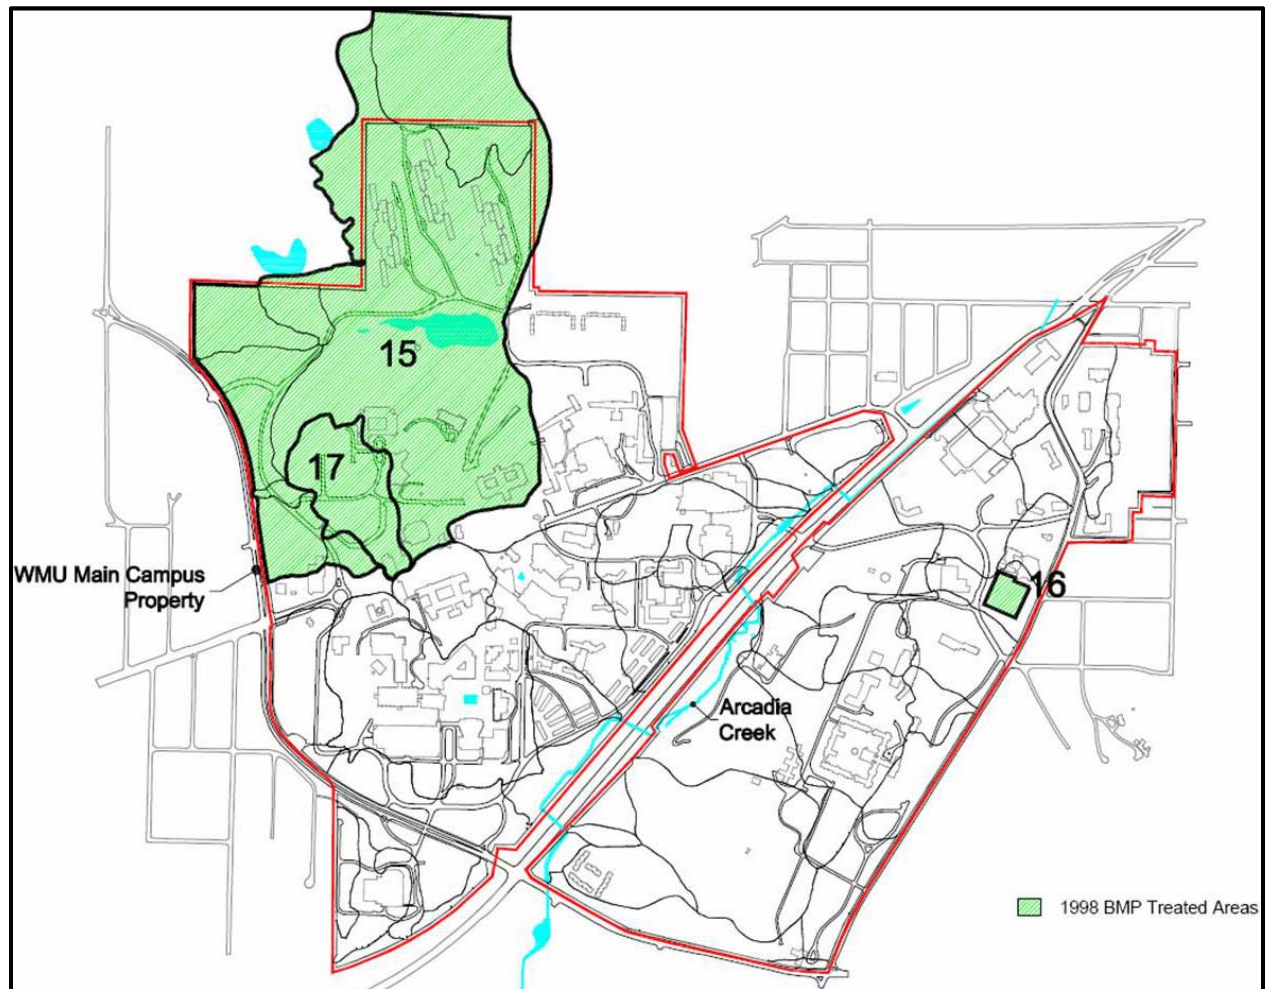 15
17
WMU Main Campus
Property
16
Arcadia
Creek
1998 BMP Treated Areas